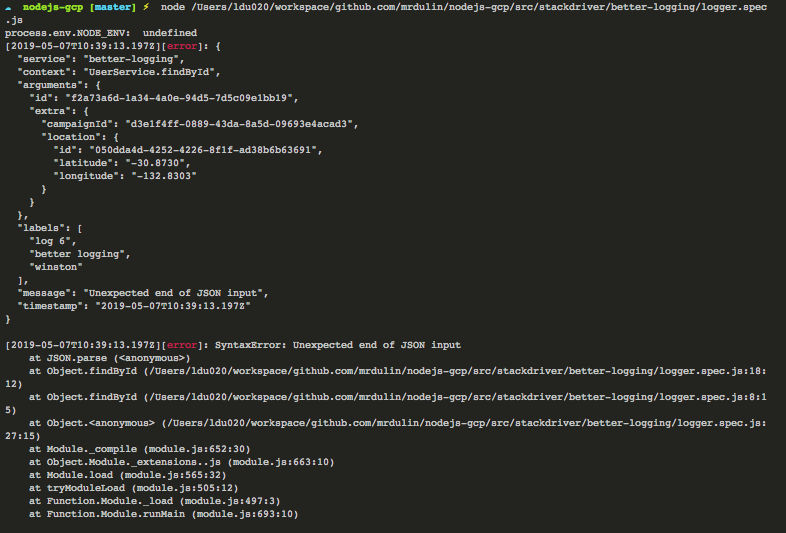 ☁ nodejs-gcp [master] ⚡ node /Users/ldu020/workspace/github.com/mrdulin/nodejs-gcp/src/stackdriver/better-logging/logger.spec
.js
process.env.NODE_ENV:  undefined
[2019-05-07T10:39:13.197Z][error]: {
  "service": "better-logging",
  "context": "UserService.findById",
  "arguments": {
    "id": "f2a73a6d-1a34-4a0e-94d5-7d5c09e1bb19",
    "extra": {
      "campaignId": "d3e1f4ff-0889-43da-8a5d-09693e4acad3",
      "location": {
        "id": "050dda4d-4252-4226-8f1f-ad38b6b63691",
        "latitude": "-30.8730",
        "longitude": "-132.8303"
      }
    }
  },
  "labels": [
    "log 6",
    "better logging",
    "winston"
  ],
  "message": "Unexpected end of JSON input",
  "timestamp": "2019-05-07T10:39:13.197Z"
}
[2019-05-07T10:39:13.197Z][error]: SyntaxError: Unexpected end of JSON input
    at JSON.parse (<anonymous>)
    at Object.findById (/Users/ldu020/workspace/github.com/mrdulin/nodejs-gcp/src/stackdriver/better-logging/logger.spec.js:18:
12)
    at Object.findById (/Users/ldu020/workspace/github.com/mrdulin/nodejs-gcp/src/stackdriver/better-logging/logger.spec.js:8:1
5)
    at Object.<anonymous> (/Users/ldu020/workspace/github.com/mrdulin/nodejs-gcp/src/stackdriver/better-logging/logger.spec.js:
27:15)
    at Module._compile (module.js:652:30)
    at Object.Module._extensions..js (module.js:663:10)
    at Module.load (module.js:565:32)
    at tryModuleLoad (module.js:505:12)
    at Function.Module._load (module.js:497:3)
    at Function.Module.runMain (module.js:693:10)